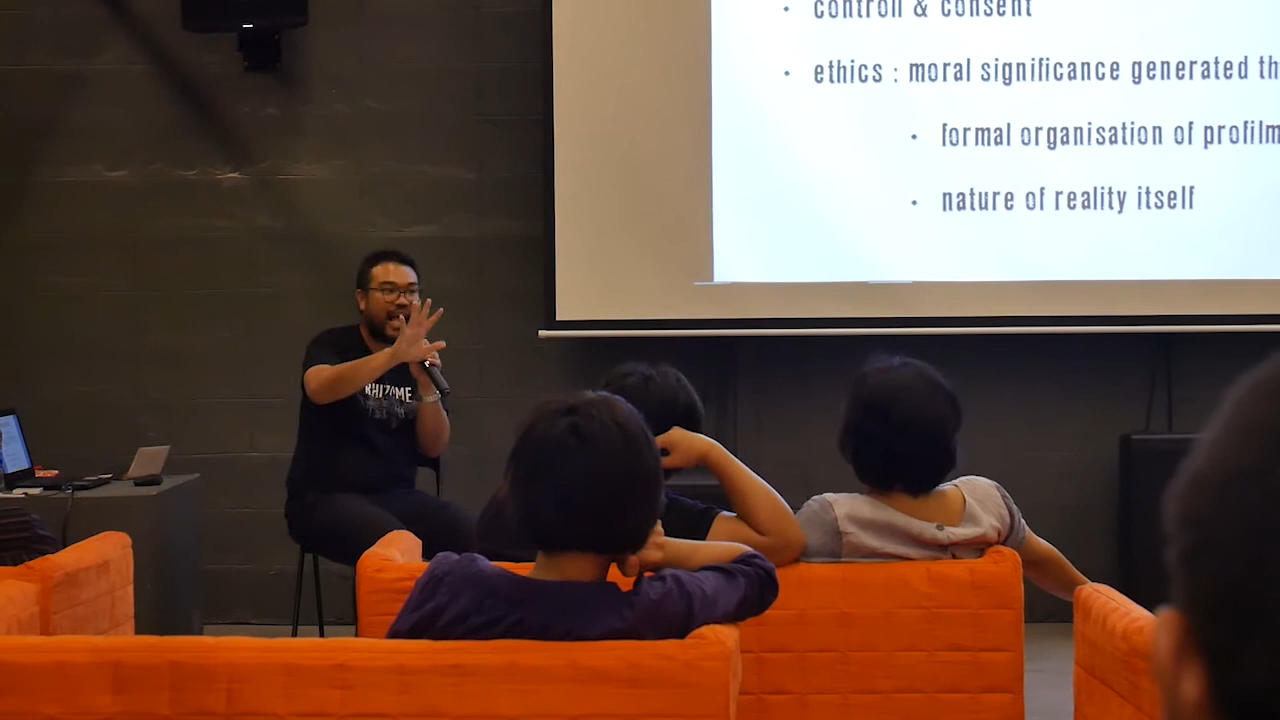 controll & consent
ethics : moral significance generated th
formal organisation of profilm
nature of reality itself
RHIZOME